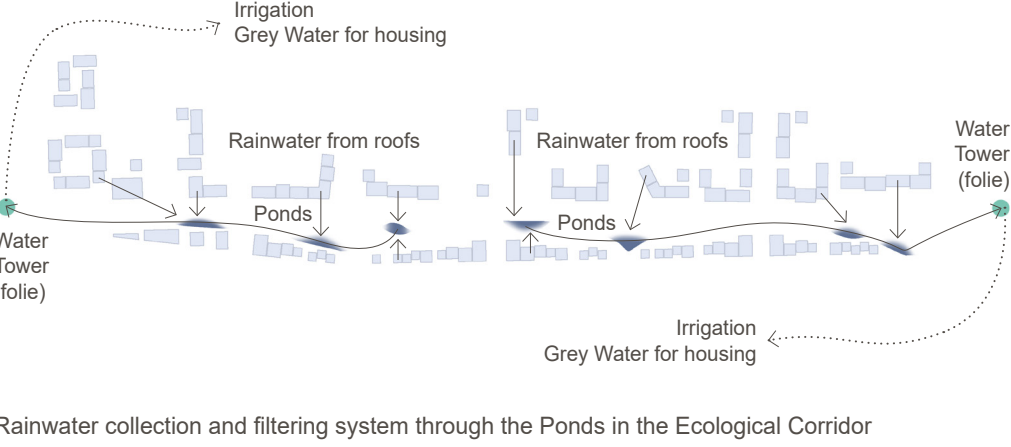 Irrigation
Grey Water for housing
Rainwater from roofs
Rainwater from roofs
Water
Tower
(folie)
Ponds
Ponds
Water
Tower
folie)
Irrigation
Grey Water for housing
Rainwater collection and filtering system through the Ponds in the Ecological Corridor